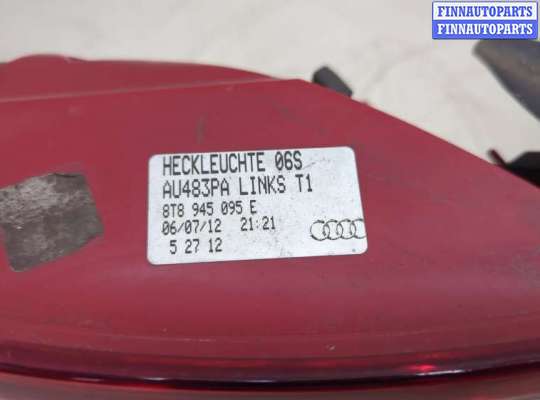 FINNAUTOPARTS
FINNAUTOPARTS
HECKLEUCHTE 06S
AU483PA LINKS T1
8T8 945 095 E
06/07/12 21:21
5 27 12